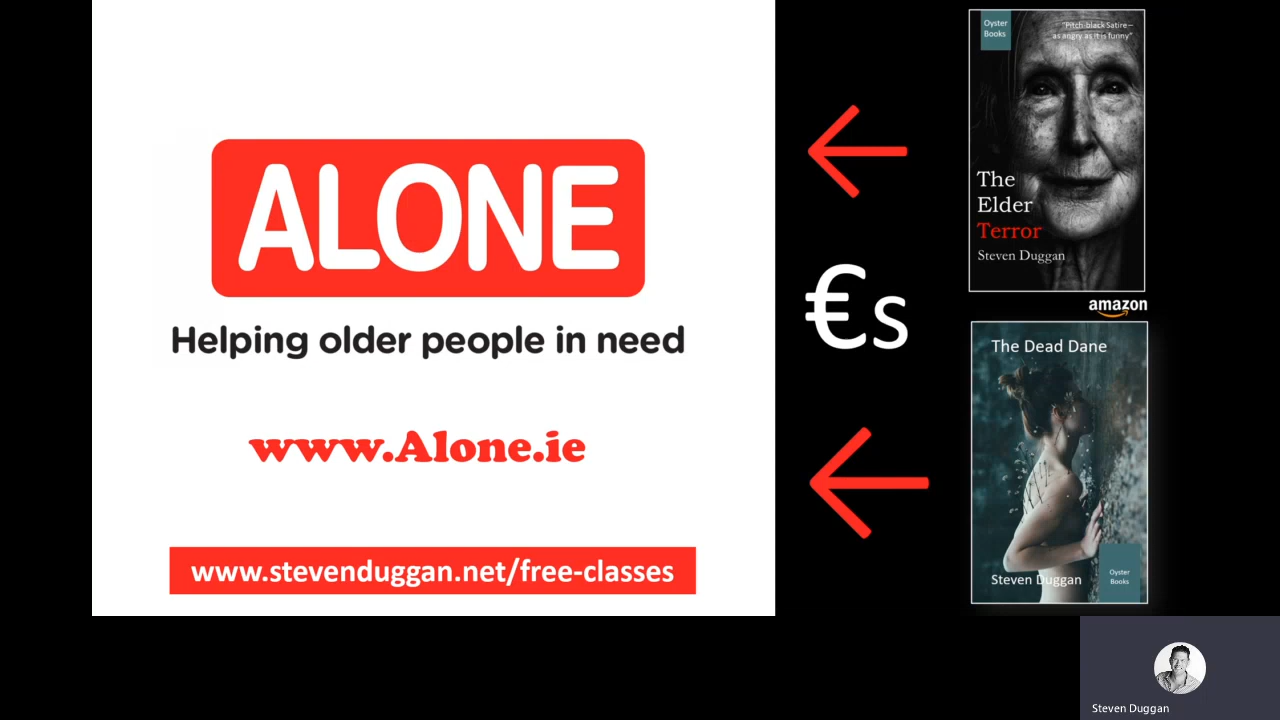 ALONE
Helping older people in need
www.Alone.ie
www.stevenduggan.net/free-classes
€s
Oyster
Books
"Pitch-black Satire—
as angry as it is funny"
The
Elder
Terror
Steven Duggan
amazon
The Dead Dane
Steven Duggan
Oyster
Books
Steven Duggan